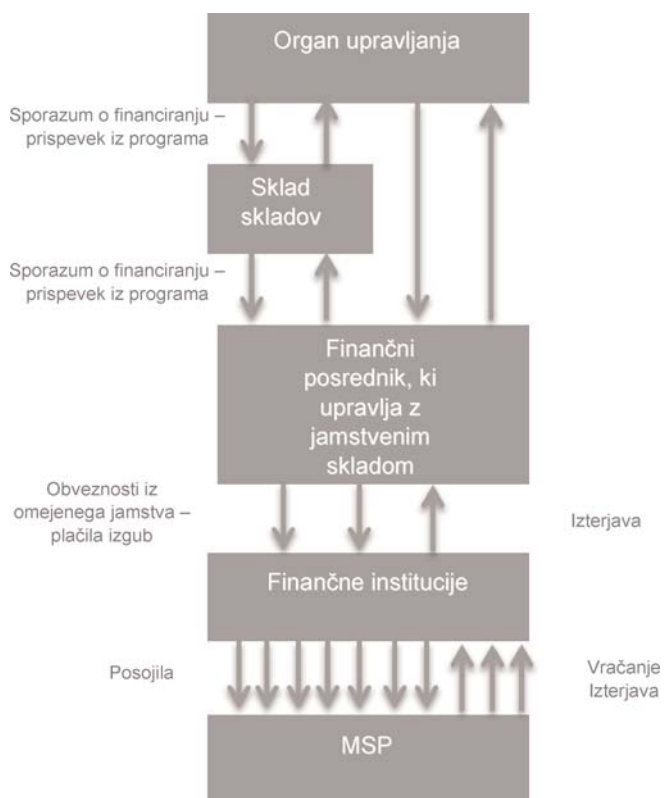 Organ upravljanja
Sporazum o financiranju –
prispevek iz programa
Sklad
skladov
Sporazum o financiranju –
prispevek iz programa
Finančni
posrednik, ki
upravlja z
jamstvenim
skladom
Obveznosti iz
omejenega jamstva –
plačila izgub
Izterjava
Finančne institucije
Posojila
Vračanje
Izterjava
MSP